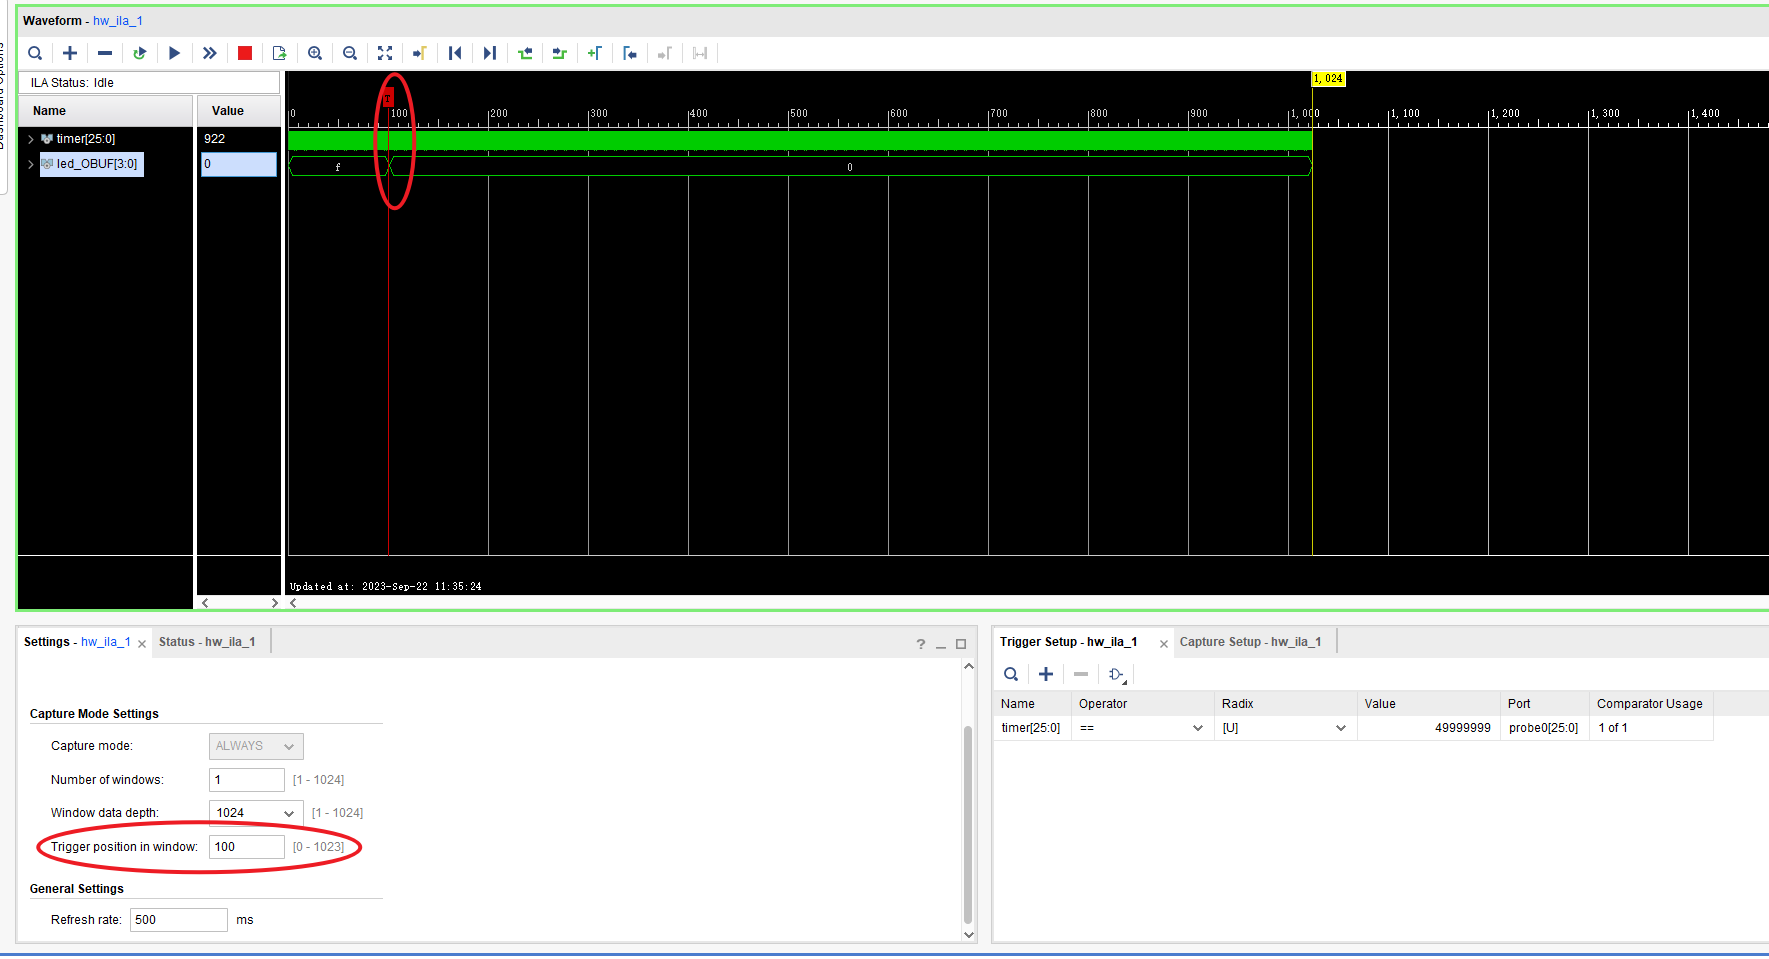 Waveform - hw_ila_1
Dashboard Options
ILA Status: Idle
1,024
Name Value
T
0 100 200 300 400 500 600 700 800 900 1,000 1,100 1,200 1,300 1,400
timer[25:0] 922
led_OBUF[3:0] 0 f 0
Updated at: 2023-Sep-22 11:35:24
Settings - hw_ila_1 × Status - hw_ila_1 ?
Capture Mode Settings
Capture mode: ALWAYS
Number of windows: 1 [1 - 1024]
Window data depth: 1024 [1 - 1024]
Trigger position in window: 100 [0 - 1023]
General Settings
Refresh rate: 500 ms
Trigger Setup - hw_ila_1 × Capture Setup - hw_ila_1
Name Operator Radix Value Port Comparator Usage
timer[25:0] == [U] 49999999 probe0[25:0] 1 of 1